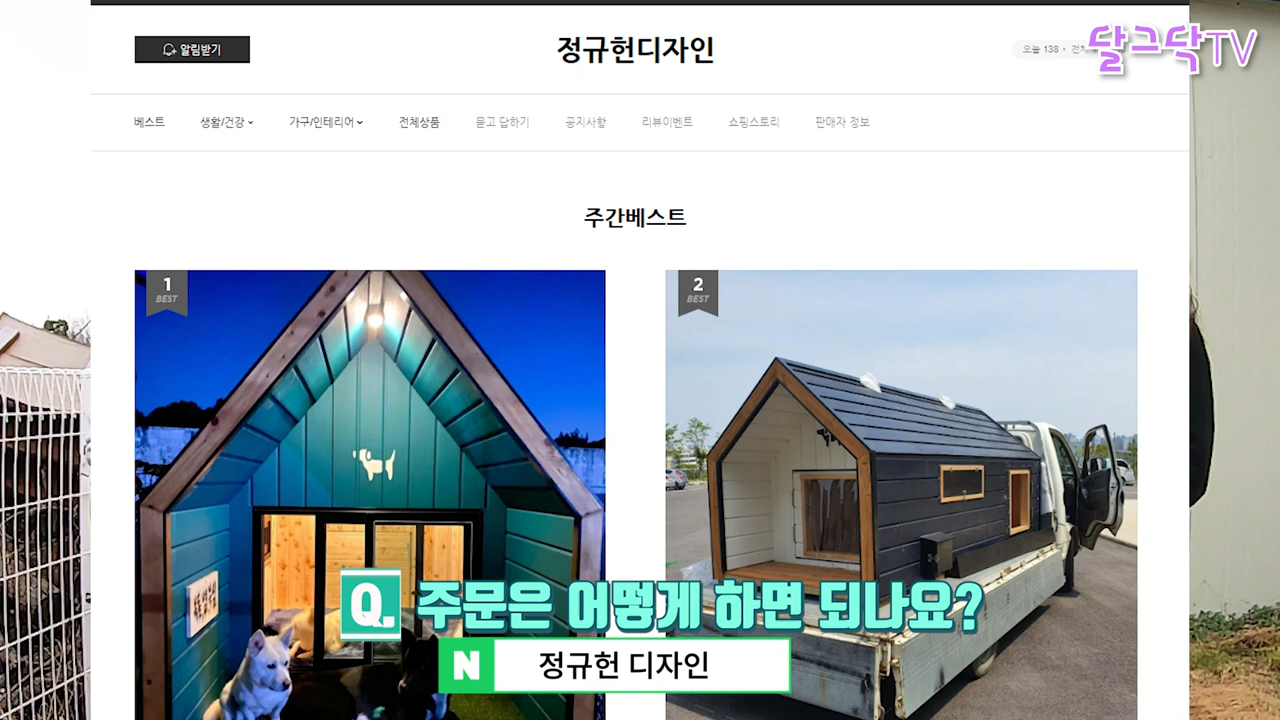 알림받기
정규헌디자인
오늘 138
달그닥TV
베스트
생활/건강
가구/인테리어
전체상품
묻고 답하기
공지사항
리뷰이벤트
쇼핑스토리
판매자 정보
주간베스트
1
BEST
2
BEST
Q. 주문은 어떻게 하면 되나요?
N 정규헌 디자인